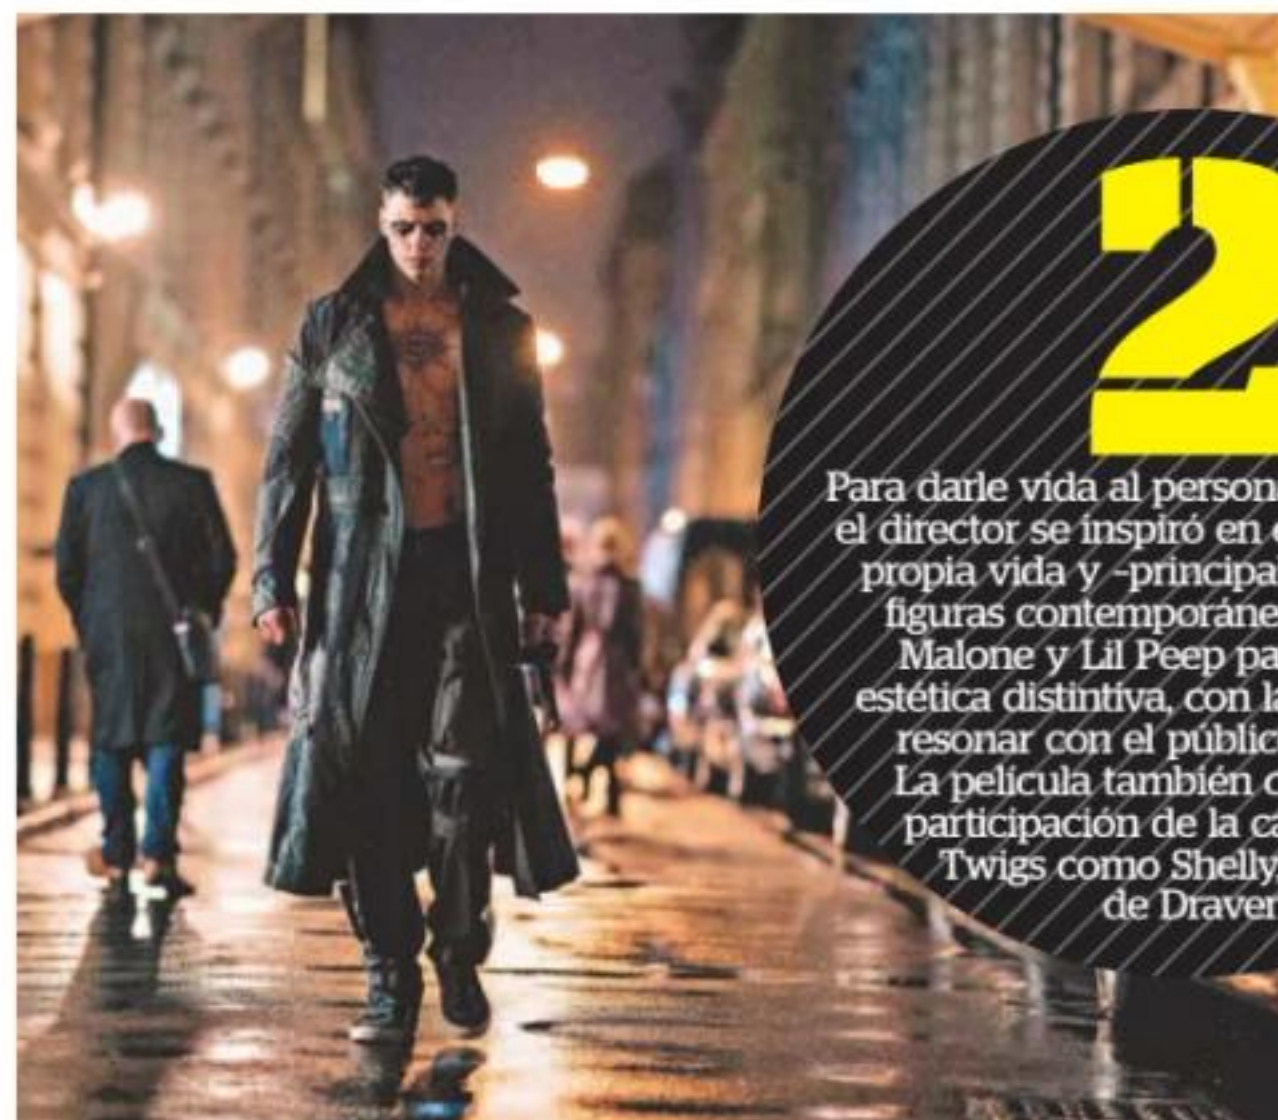 2
Para darle vida al person
el director se inspiró en
propia vida y -principa
figuras contemporáne
Malone y Lil Peep pa
estética distintiva, con la
resonar con el públic
La película también c
participación de la ca
Twigs como Shelly,
de Draven